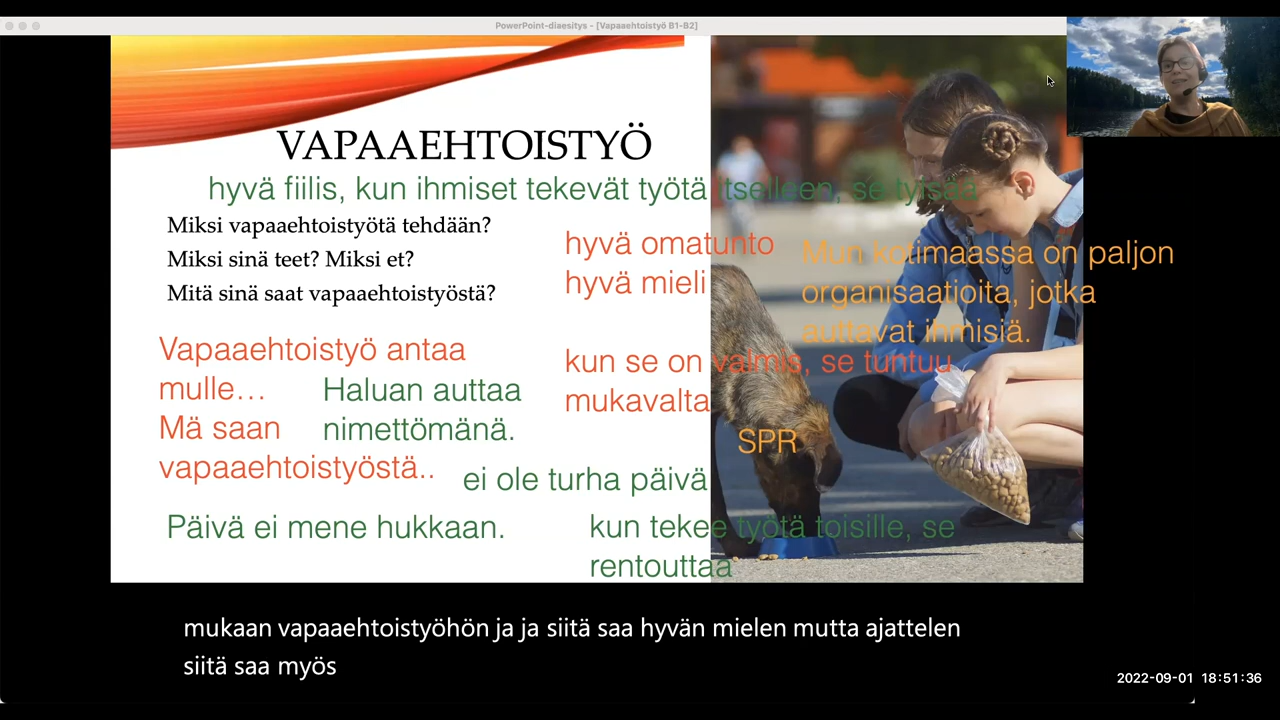 PowerPoint-diaesitys - [Vapaaehtoistyö B1-B2]
VAPAAEHTOISTYÖ
hyvä fiilis, kun ihmiset tekevät työtä itselleen, se
Miksi vapaaehtoistyötä tehdään?
Miksi sinä teet? Miksi et?
Mitä sinä saat vapaaehtoistyöstä?
hyvä omatunto
hyvä mieli
Mun kotimaassa on paljon
organisaatioita, jotka
auttavat ihmisiä.
kun se on valmis, se tuntuu
mukavalta
Vapaaehtoistyö antaa
mulle...
Mä saan
vapaaehtoistyöstä..
Haluan auttaa
nimettömänä.
SPR
ei ole turha päivä
Päivä ei mene hukkaan.
kun tekee työtä toisille, se
rentouttaa
mukaan vapaaehtoistyöhön ja ja siitä saa hyvän mielen mutta ajattelen
siitä saa myös
2022-09-01 18:51:36